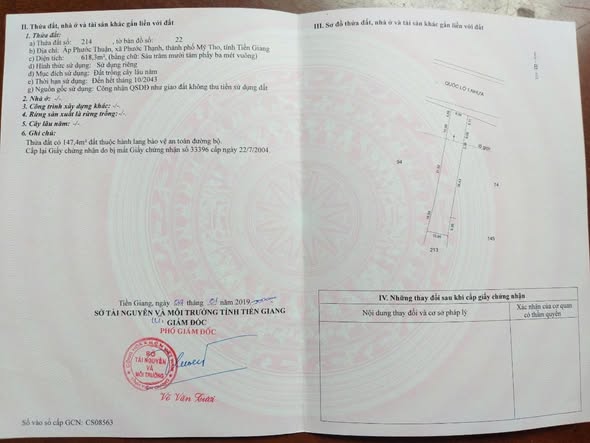 II. Thửa đất, nhà ở và tài sản khác gắn liền với đất
1. Thửa đất:
a) Thửa đất số: 214 , tờ bản đồ số: 22
b) Địa chỉ: Ấp Phước Thuận, xã Phước Thạnh, thành phố Mỹ Tho, tỉnh Tiền Giang
c) Diện tích: 618,3m², (bằng chữ: Sáu trăm mười tám phẩy ba mét vuông)
d) Hình thức sử dụng: Sử dụng riêng
đ) Mục đích sử dụng: Đất trồng cây lâu năm
e) Thời hạn sử dụng: Đến hết tháng 10/2043
g) Nguồn gốc sử dụng: Công nhận QSDĐ như giao đất không thu tiền sử dụng đất
2. Nhà ở: -/-
3. Công trình xây dựng khác: -/-
4. Rừng sản xuất là rừng trồng: -/-
5. Cây lâu năm: -/-
6. Ghi chú:
Thửa đất có 147,4m² đất thuộc hành lang bảo vệ an toàn đường bộ.
Cấp lại Giấy chứng nhận do bị mất Giấy chứng nhận số 33396 cấp ngày 22/7/2004.
Tiền Giang, ngày tháng 01 năm 2019
SỞ TÀI NGUYÊN VÀ MÔI TRƯỜNG TỈNH TIỀN GIANG
GIÁM ĐỐC
PHÓ GIÁM ĐỐC
SỞ
TÀI NGUYÊN
VÀ
MÔI TRƯỜNG
Võ Văn
Số vào sổ cấp GCN: CS08563
III. Sơ đồ thửa đất, nhà ở và tài sản khác gắn liền với đất
QUỐC LỘ 1 NHỰA
94
74
213
149
IV. Những thay đổi sau khi cấp giấy chứng nhận
Nội dung thay đổi và cơ sở pháp lý
Xác nhận của cơ quan
có thẩm quyền